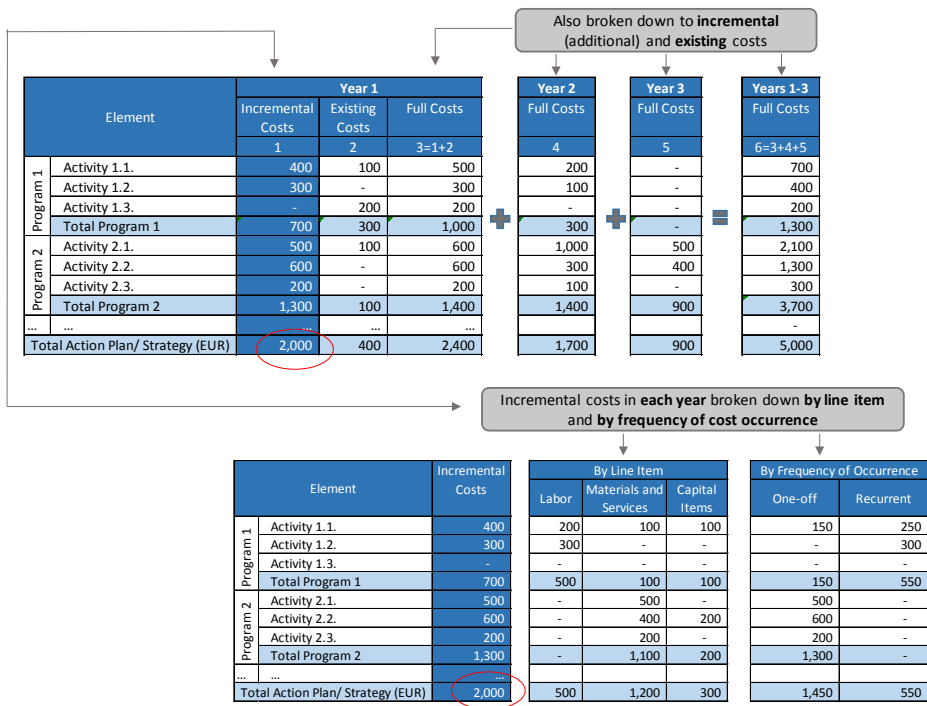 Also broken down to incremental
(additional) and existing costs
Year 1 Year 2 Year 3 Years 1-3
Element Incremental Costs Existing Costs Full Costs Full Costs Full Costs Full Costs
1 2 3=1+2 4 5 6=3+4+5
Program 1
Activity 1.1. 400 100 500 200 - 700
Activity 1.2. 300 - 300 100 - 400
Activity 1.3. - 200 200 - 200
Total Program 1 700 300 1,000 300 - 1,300
Program 2
Activity 2.1. 500 100 600 1,000 500 2,100
Activity 2.2. 600 - 600 300 400 1,300
Activity 2.3. 200 - 200 100 - 300
Total Program 2 1,300 100 1,400 1,400 900 3,700
... ... ... ... ... -
Total Action Plan/ Strategy (EUR) 2,000 400 2,400 1,700 900 5,000
Incremental costs in each year broken down by line item
and by frequency of cost occurrence
Element Incremental Costs By Line Item By Frequency of Occurrence
Labor Materials and Services Capital Items One-off Recurrent
Program 1
Activity 1.1. 400 200 100 100 150 250
Activity 1.2. 300 300 - - - 300
Activity 1.3. - - - - - -
Total Program 1 700 500 100 100 150 550
Program 2
Activity 2.1. 500 - 500 500 -
Activity 2.2. 600 - 400 200 600 -
Activity 2.3. 200 - 200 - 200 -
Total Program 2 1,300 - 1,100 200 1,300 -
... ... ...
Total Action Plan/ Strategy (EUR) 2,000 500 1,200 300 1,450 550